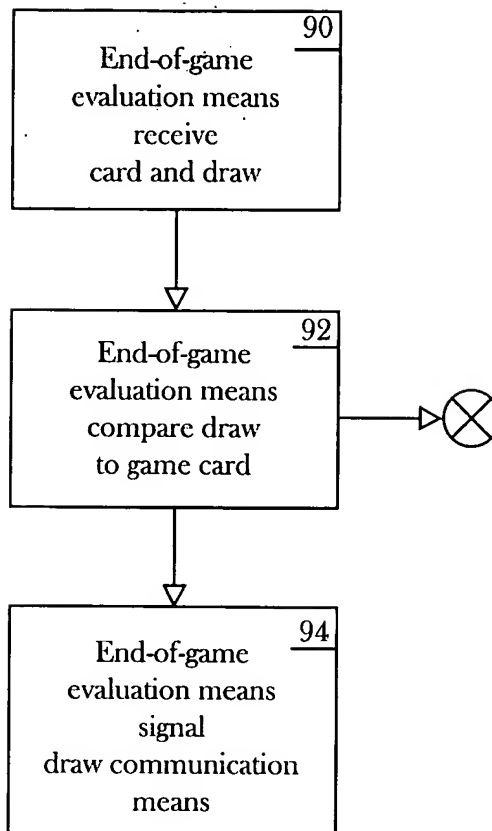 90
End-of-game
evaluation means
receive
card and draw
92
End-of-game
evaluation means
compare draw
to game card
94
End-of-game
evaluation means
signal
draw communication
means